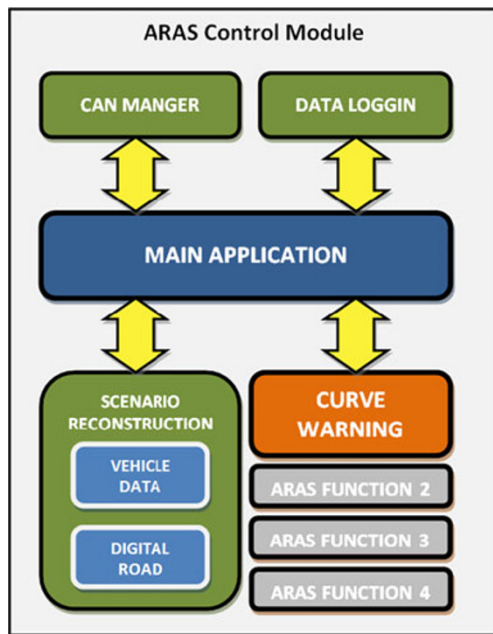 ARAS Control Module
CAN MANGER
DATA LOGGIN
MAIN APPLICATION
SCENARIO
RECONSTRUCTION
VEHICLE
DATA
DIGITAL
ROAD
CURVE
WARNING
ARAS FUNCTION 2
ARAS FUNCTION 3
ARAS FUNCTION 4